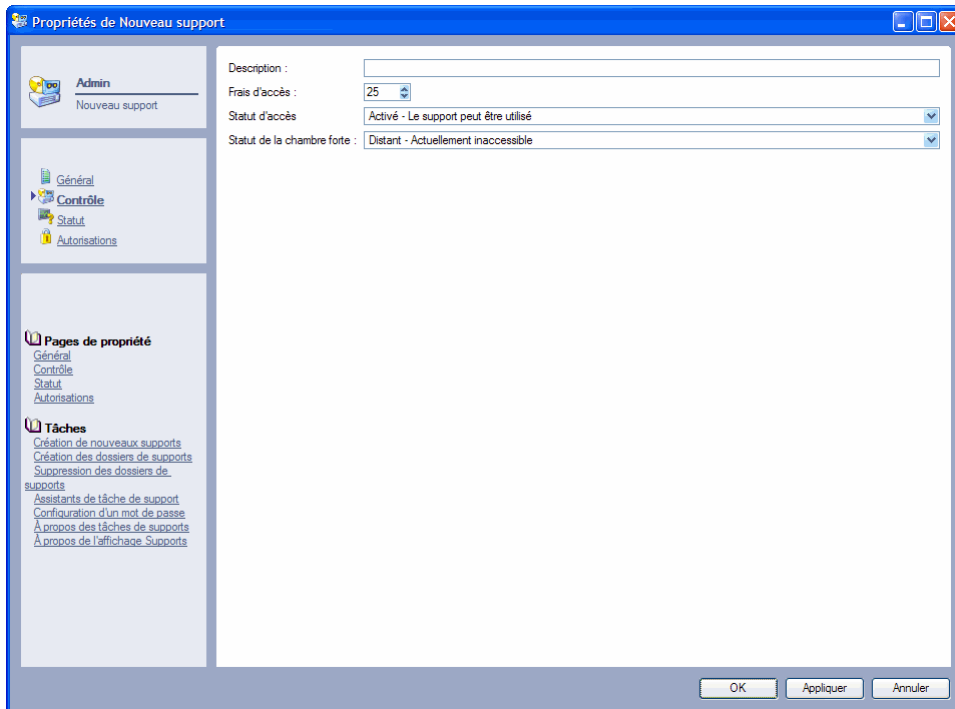 Propriétés de Nouveau support
Admin
Nouveau support
Général
Contrôle
Statut
Autorisations
Pages de propriété
Général
Contrôle
Statut
Autorisations
Tâches
Création de nouveaux supports
Création des dossiers de supports
Suppression des dossiers de
supports
Assistants de tâche de support
Configuration d'un mot de passe
À propos des tâches de supports
À propos de l'affichage Supports
Description :
Frais d'accès : 25
Statut d'accès Activé - Le support peut être utilisé
Statut de la chambre forte : Distant - Actuellement inaccessible
OK Appliquer Annuler